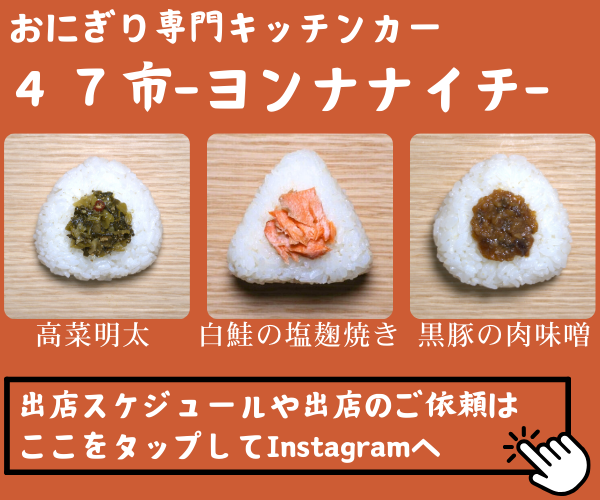 おにぎり専門キッチンカー
４７市-ヨンナナイチ-
高菜明太
白鮭の塩麹焼き
黒豚の肉味噌
出店スケジュールや出店のご依頼は
ここをタップしてInstagramへ